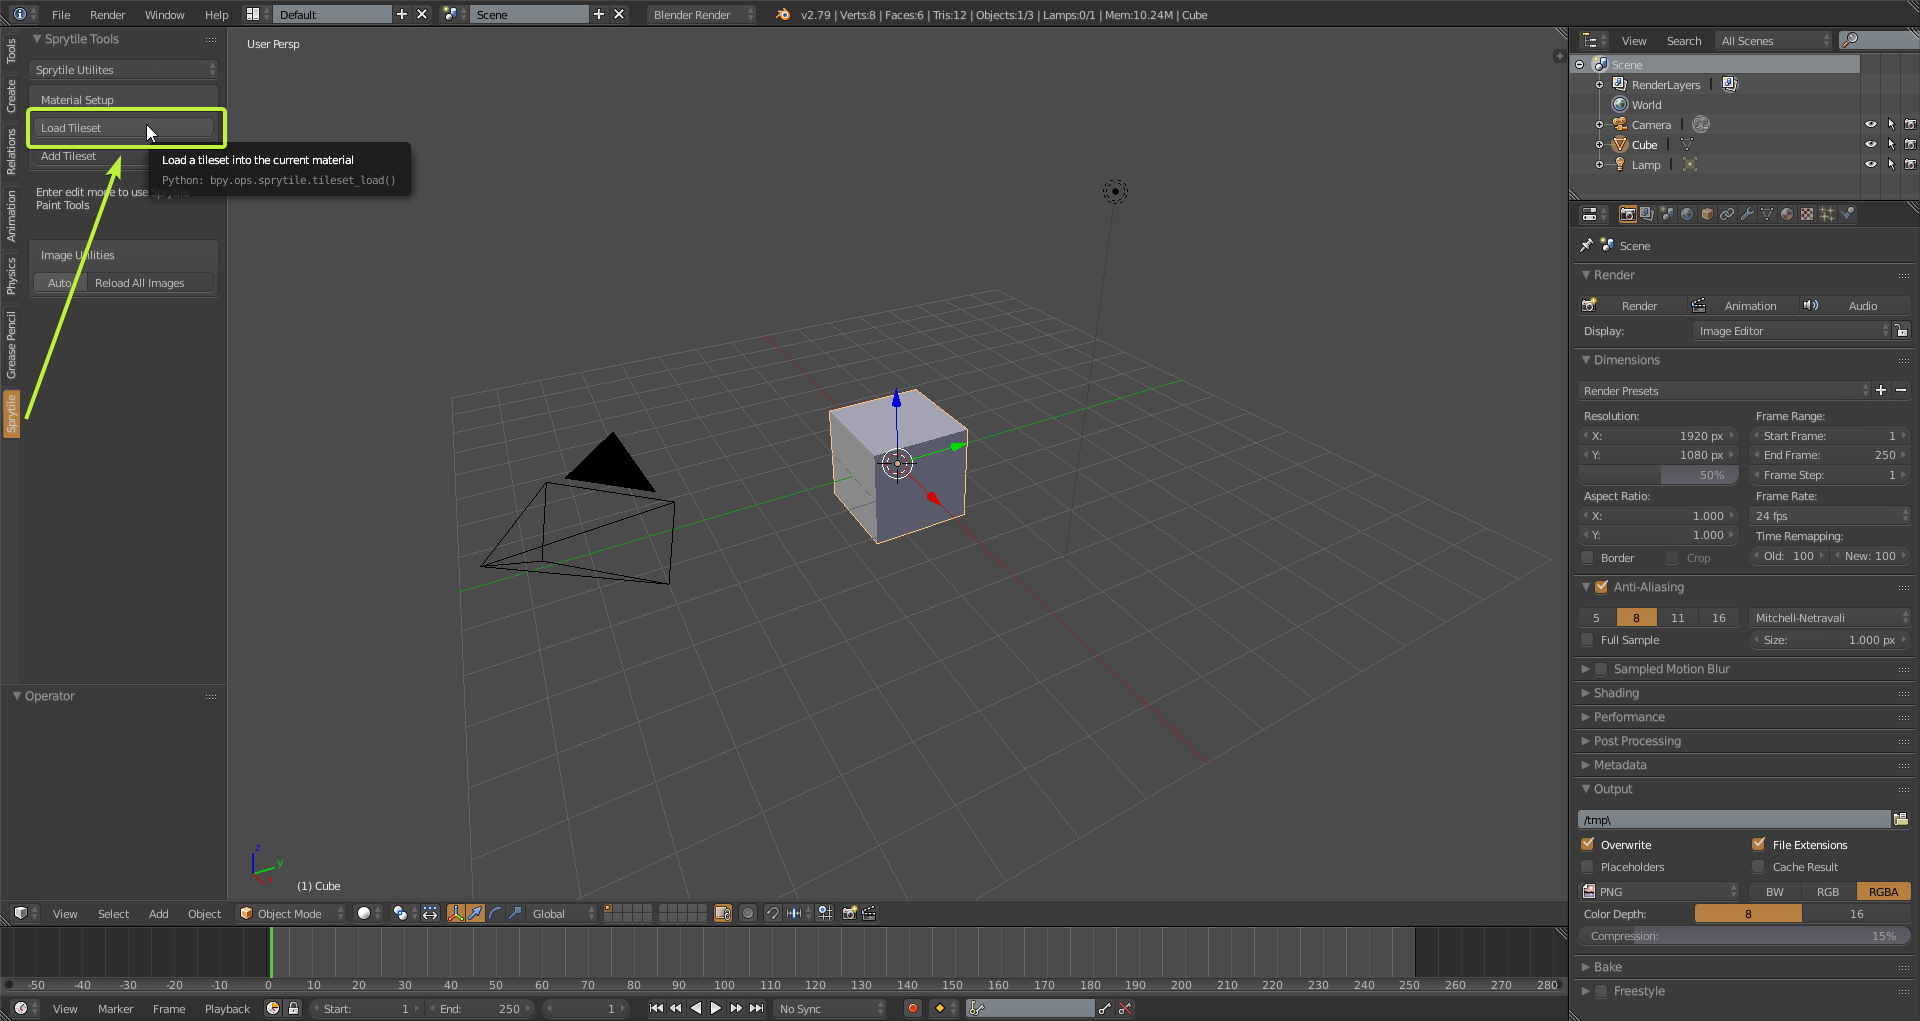 File Render Window Help Default Scene Blender Render v2.79 | Verts:8 | Faces:6 | Tris:12 | Objects:1/3 | Lamps:0/1 | Mem:10.24M | Cube
Sprytile Tools
Sprytile Utilites
Material Setup
Load Tileset
Add Tileset
Load a tileset into the current material
Python: bpy.ops.sprytile.tileset_load()
Enter edit mode to use Sprytile
Paint Tools
Image Utilities
Auto Reload All Images
Tools
Create
Relations
Animation
Physics
Grease Pencil
Sprytile
Operator
User Persp
z
y
x
(1) Cube
View Select Add Object Object Mode Global
-50 -40 -30 -20 -10 0 10 20 30 40 50 60 70 80 90 100 110 120 130 140 150 160 170 180 190 200 210 220 230 240 250 260 270 280
View Marker Frame Playback Start: 1 End: 250 1 No Sync
View Search All Scenes
Scene
RenderLayers
World
Camera
Cube
Lamp
Scene
Render
Render Animation Audio
Display: Image Editor
Dimensions
Render Presets
Resolution: Frame Range:
X: 1920 px Start Frame: 1
Y: 1080 px End Frame: 250
50% Frame Step: 1
Aspect Ratio: Frame Rate:
X: 1.000 24 fps
Y: 1.000 Time Remapping:
Border Crop Old: 100 New: 100
Anti-Aliasing
5 8 11 16 Mitchell-Netravali
Full Sample Size: 1.000 px
Sampled Motion Blur
Shading
Performance
Post Processing
Metadata
Output
/tmp\
Overwrite File Extensions
Placeholders Cache Result
PNG BW RGB RGBA
Color Depth: 8 16
Compression: 15%
Bake
Freestyle